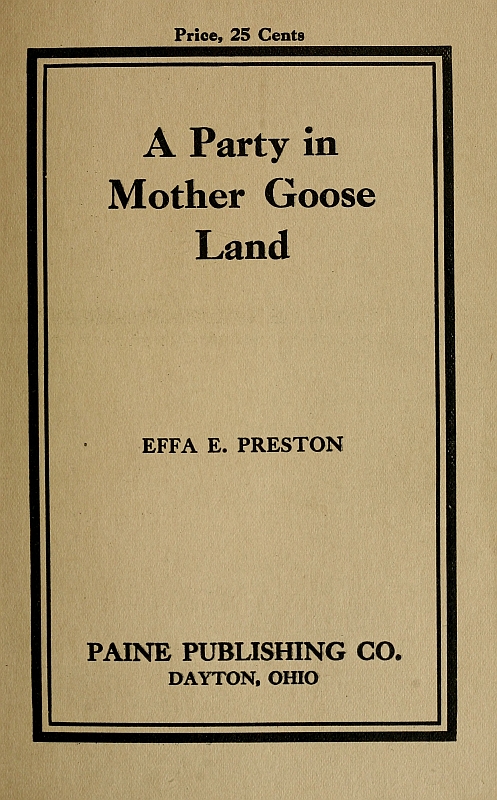 Price, 25 Cents
A Party in
Mother Goose
Land
EFFA E. PRESTON
PAINE PUBLISHING CO.
DAYTON, OHIO